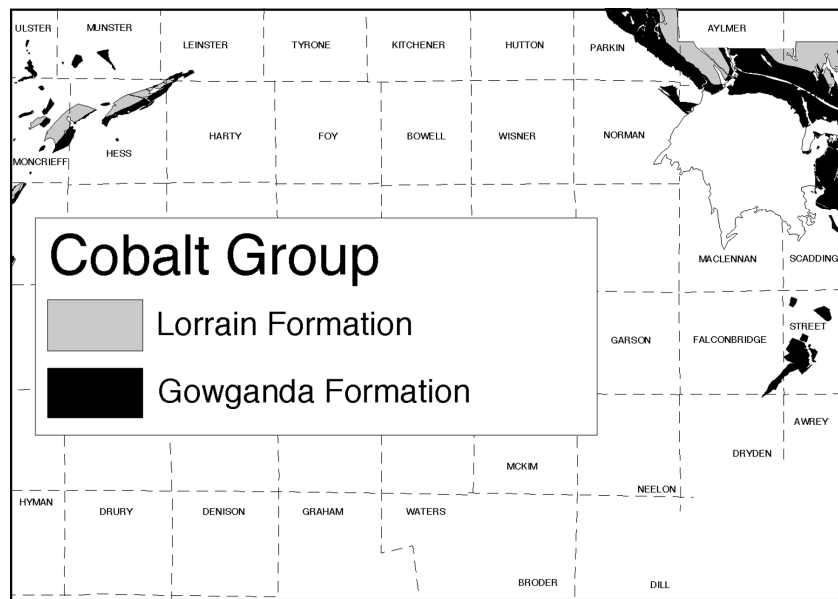 ULSTER
MUNSTER
LEINSTER
TYRONE
KITCHENER
HUTTON
PARKIN
AYLMER
MONCRIEFF
HESS
HARTY
FOY
BOWELL
WISNER
NORMAN
Cobalt Group
Lorrain Formation
Gowganda Formation
MACLENNAN
SCADDING
GARSON
FALCONBRIDGE
STREET
AWREY
DRYDEN
MCKIM
NEELON
HYMAN
DRURY
DENISON
GRAHAM
WATERS
BRODER
DILL